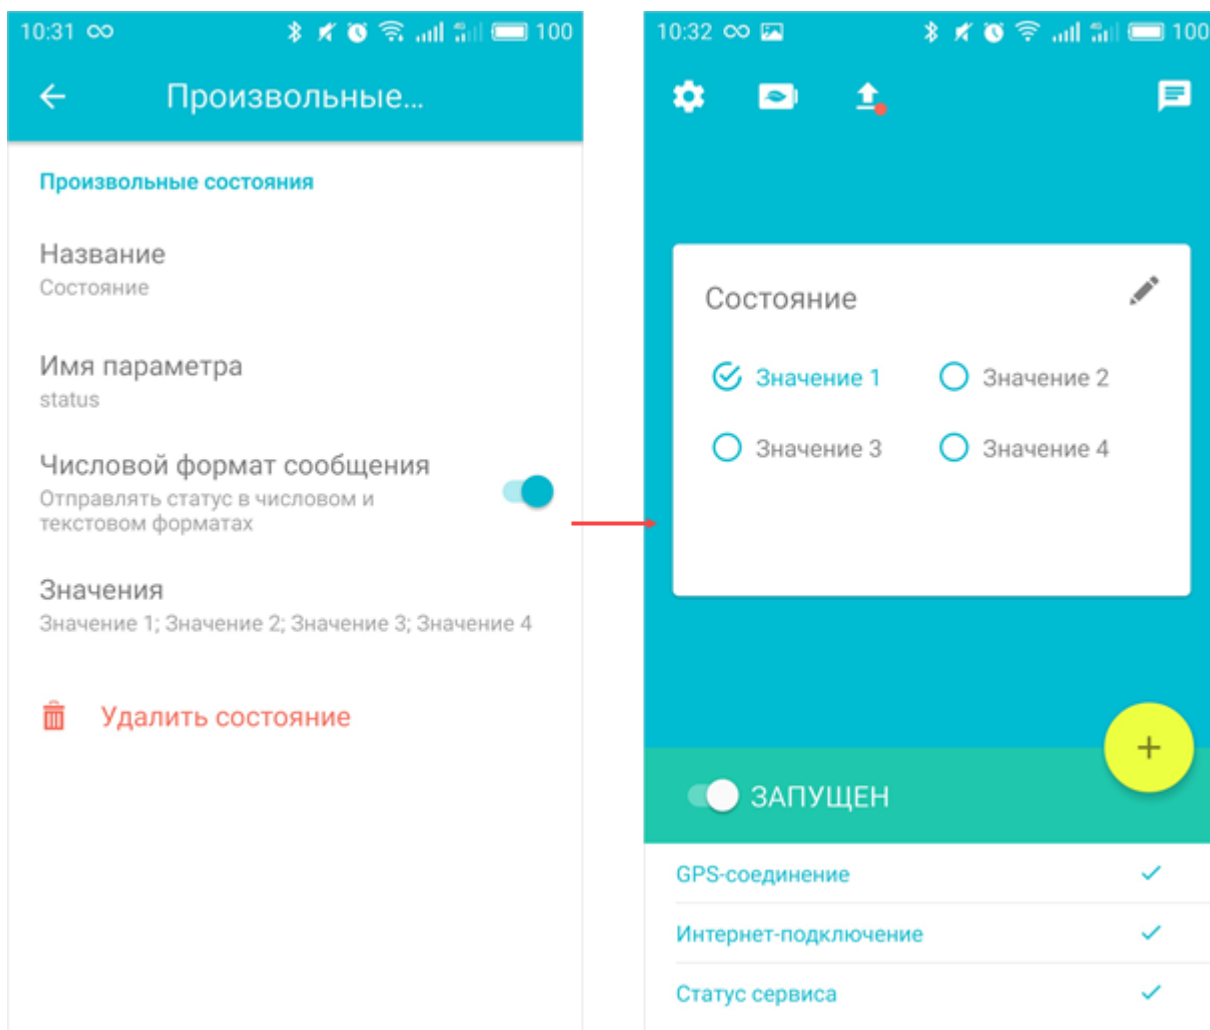 10:31
100
Произвольные...
Произвольные состояния
Название
Состояние
Имя параметра
status
Числовой формат сообщения
Отправлять статус в числовом и
текстовом форматах
Значения
Значение 1; Значение 2; Значение 3; Значение 4
Удалить состояние
10:32
100
Состояние
Значение 1 Значение 2
Значение 3 Значение 4
+
ЗАПУЩЕН
GPS-соединение
Интернет-подключение
Статус сервиса